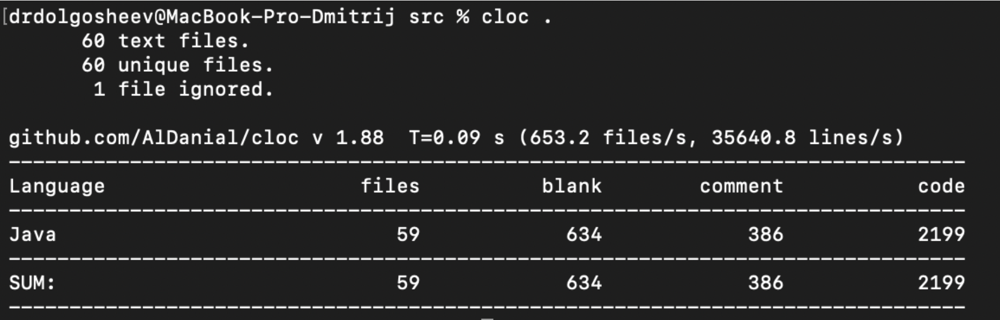 [drdolgosheev@MacBook-Pro-Dmitrij src % cloc .
60 text files.
60 unique files.
1 file ignored.
github.com/AlDanial/cloc v 1.88 T=0.09 s (653.2 files/s, 35640.8 lines/s)
-------------------------------------------------------------------------------
Language files blank comment code
-------------------------------------------------------------------------------
Java 59 634 386 2199
-------------------------------------------------------------------------------
SUM: 59 634 386 2199
-------------------------------------------------------------------------------